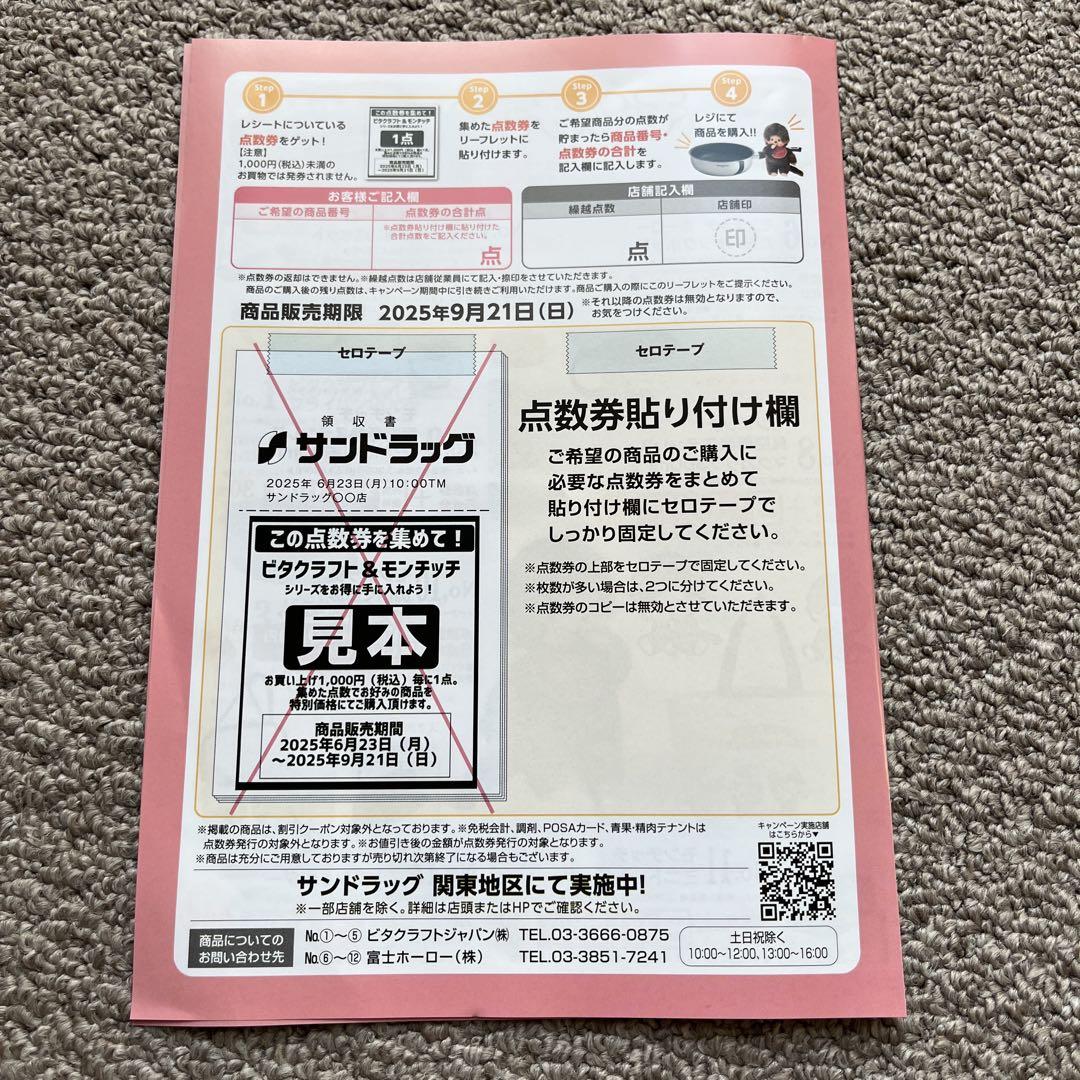 Step 1
レシートについている
点数券をゲット!
【注意】
1,000円(税込)未満の
お買物では発券されません。
この点数券を集めて!
ビタクラフト&モンチッチ
1点
Step 2
集めた点数券を
リーフレットに
貼り付けます。
Step 3
ご希望商品分の点数が
貯まったら商品番号・
点数券の合計を
記入欄に記入します。
Step 4
レジにて
商品を購入!!
お客様ご記入欄
ご希望の商品番号
点数券の合計点
※点数券貼り付け欄に貼り付けた
合計点数をご記入ください。
点
店舗記入欄
繰越点数
店舗印
点
印
※点数券の返却はできません。※繰越点数は店舗従業員にて記入・捺印をさせていただきます。
商品のご購入後の残り点数は、キャンペーン期間中に引き続きご利用いただけます。商品ご購入の際にこのリーフレットをご提示ください。
商品販売期限 2025年9月21日(日)
※それ以降の点数券は無効となりますので、
お気をつけください。
セロテープ
領収書
サンドラッグ
2025年 6月23日(月)10:00TM
サンドラッグ〇〇店
この点数券を集めて!
ビタクラフト&モンチッチ
シリーズをお得に手に入れよう!
見本
お買い上げ1,000円(税込)毎に1点。
集めた点数でお好みの商品を
特別価格にてご購入頂けます。
商品販売期間
2025年6月23日(月)
~2025年9月21日(日)
セロテープ
点数券貼り付け欄
ご希望の商品のご購入に
必要な点数券をまとめて
貼り付け欄にセロテープで
しっかり固定してください。
※点数券の上部をセロテープで固定してください。
※枚数が多い場合は、2つに分けてください。
※点数券のコピーは無効とさせていただきます。
※掲載の商品は、割引クーポン対象外となっております。※免税会計、調剤、POSAカード、青果・精肉テナントは
点数券発行の対象外となります。※お値引き後の金額が点数券発行の対象となります。
※商品は充分にご用意しておりますが売り切れ次第終了になる場合もございます。
キャンペーン実施店舗
はこちらから▼
サンドラッグ 関東地区にて実施中!
※一部店舗を除く。詳細は店頭またはHPでご確認ください。
商品についての
お問い合わせ先
No.①~⑤ ビタクラフトジャパン㈱ TEL.03-3666-0875
No.⑥~⑫ 富士ホーロー(株) TEL.03-3851-7241
土日祝除く
10:00~12:00、13:00~16:00